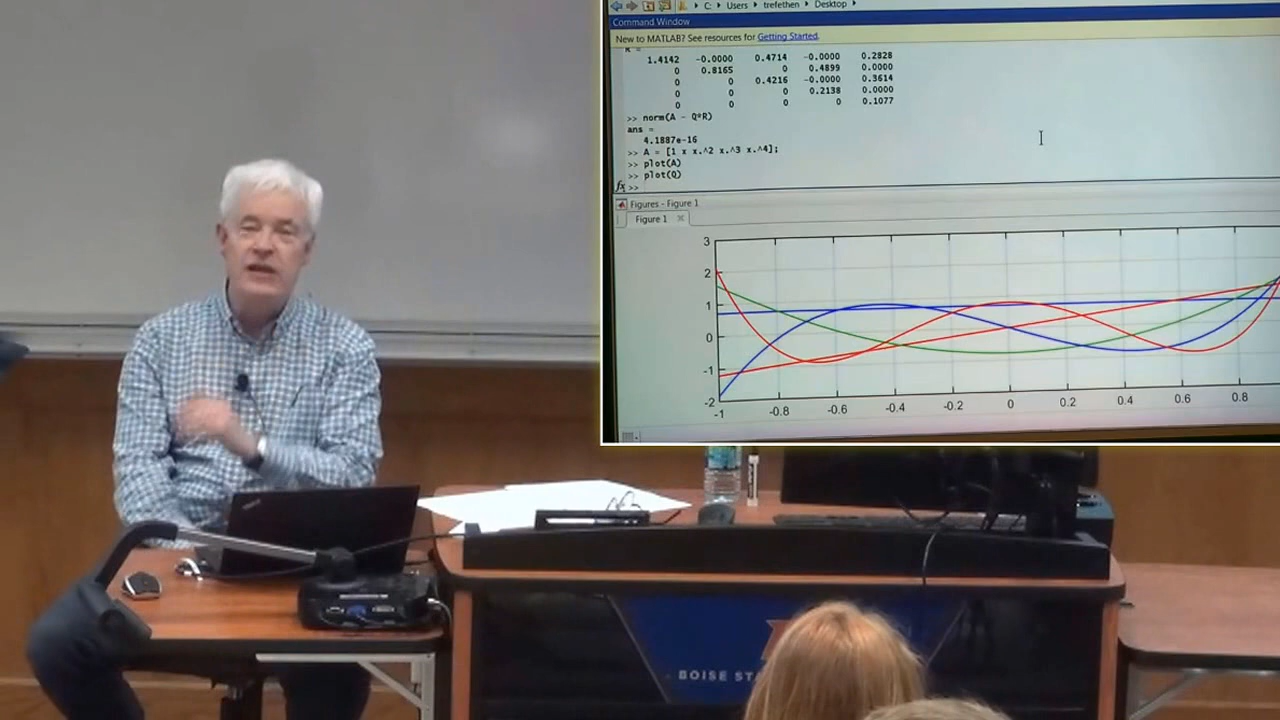 C: Users trefethen Desktop
Command Window
New to MATLAB? See resources for Getting Started.
R =
1.4142 -0.0000 0.4714 -0.0000 0.2828
0 0.8165 0 0.4899 0.0000
0 0 0.4216 -0.0000 0.3614
0 0 0 0.2138 0.0000
0 0 0 0 0.1077
>> norm(A - Q*R)
ans =
4.1887e-16
>> A = [1 x x.^2 x.^3 x.^4];
>> plot(A)
>> plot(Q)
fx >>
Figures - Figure 1
Figure 1
3
2
1
0
-1
-2
-1 -0.8 -0.6 -0.4 -0.2 0 0.2 0.4 0.6 0.8
BOISE STA